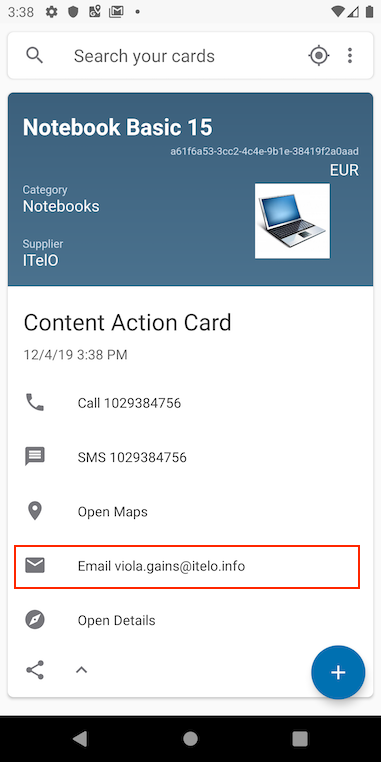 3:38
Search your cards
Notebook Basic 15
a61f6a53-3cc2-4c4e-9b1e-38419f2a0aad
EUR
Category
Notebooks
Supplier
ITelO
Content Action Card
12/4/19 3:38 PM
Call 1029384756
SMS 1029384756
Open Maps
Email viola.gains@itelo.info
Open Details